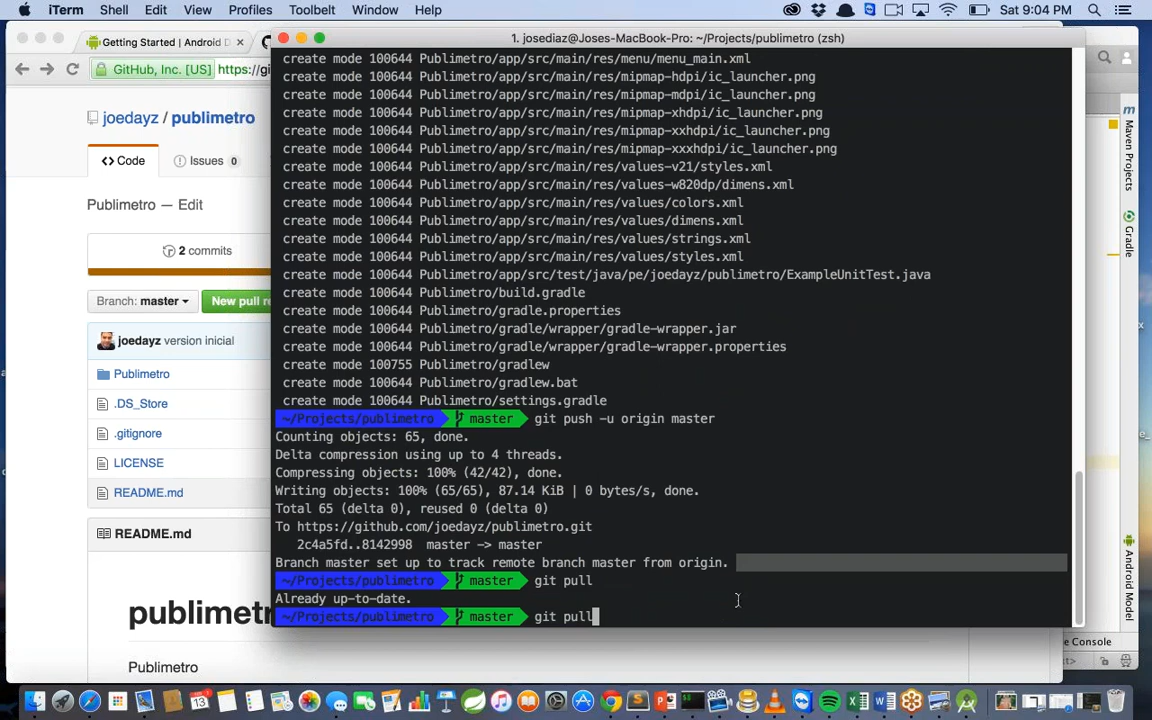 iTerm Shell Edit View Profiles Toolbelt Window Help Sat 9:04 PM
Getting Started | Android D
1. josediaz@Joses-MacBook-Pro: ~/Projects/publimetro (zsh)
GitHub, Inc. [US] https://gi
joedayz / publimetro
Code Issues 0
Publimetro — Edit
2 commits
Branch: master New pull re
joedayz version inicial
Publimetro
.DS_Store
.gitignore
LICENSE
README.md
README.md
publimetr
Publimetro
create mode 100644 Publimetro/app/src/main/res/menu/menu_main.xml
create mode 100644 Publimetro/app/src/main/res/mipmap-hdpi/ic_launcher.png
create mode 100644 Publimetro/app/src/main/res/mipmap-mdpi/ic_launcher.png
create mode 100644 Publimetro/app/src/main/res/mipmap-xhdpi/ic_launcher.png
create mode 100644 Publimetro/app/src/main/res/mipmap-xxhdpi/ic_launcher.png
create mode 100644 Publimetro/app/src/main/res/mipmap-xxxhdpi/ic_launcher.png
create mode 100644 Publimetro/app/src/main/res/values-v21/styles.xml
create mode 100644 Publimetro/app/src/main/res/values-w820dp/dimens.xml
create mode 100644 Publimetro/app/src/main/res/values/colors.xml
create mode 100644 Publimetro/app/src/main/res/values/dimens.xml
create mode 100644 Publimetro/app/src/main/res/values/strings.xml
create mode 100644 Publimetro/app/src/main/res/values/styles.xml
create mode 100644 Publimetro/app/src/test/java/pe/joedayz/publimetro/ExampleUnitTest.java
create mode 100644 Publimetro/build.gradle
create mode 100644 Publimetro/gradle.properties
create mode 100644 Publimetro/gradle/wrapper/gradle-wrapper.jar
create mode 100644 Publimetro/gradle/wrapper/gradle-wrapper.properties
create mode 100755 Publimetro/gradlew
create mode 100644 Publimetro/gradlew.bat
create mode 100644 Publimetro/settings.gradle
~/Projects/publimetro master git push -u origin master
Counting objects: 65, done.
Delta compression using up to 4 threads.
Compressing objects: 100% (42/42), done.
Writing objects: 100% (65/65), 87.14 KiB | 0 bytes/s, done.
Total 65 (delta 0), reused 0 (delta 0)
To https://github.com/joedayz/publimetro.git
2c4a5fd..8142998 master -> master
Branch master set up to track remote branch master from origin.
~/Projects/publimetro master git pull
Already up-to-date.
~/Projects/publimetro master git pull
Maven Projects
Gradle
Android Model
e Console